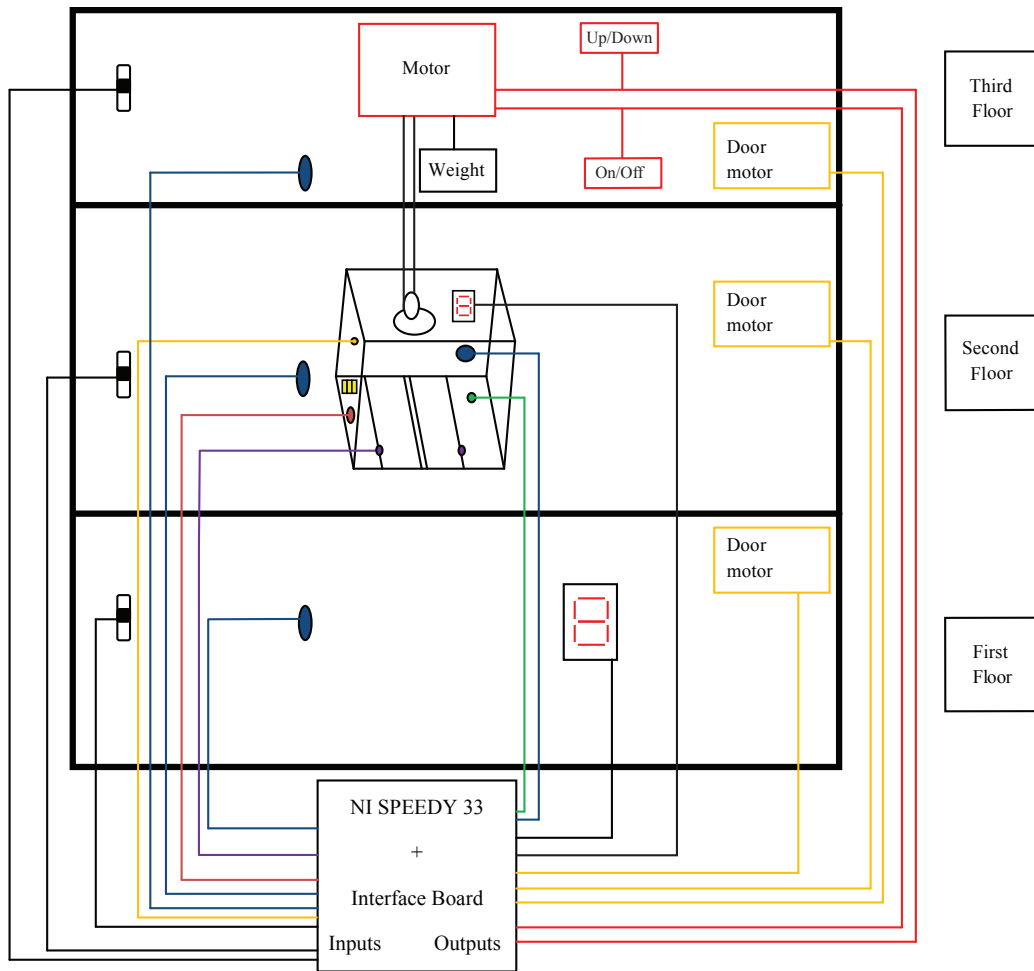 Up/Down
Motor
Third
Floor
Door
motor
Weight
On/Off
Door
motor
Second
Floor
Door
motor
First
Floor
NI SPEEDY 33
+
Interface Board
Inputs Outputs